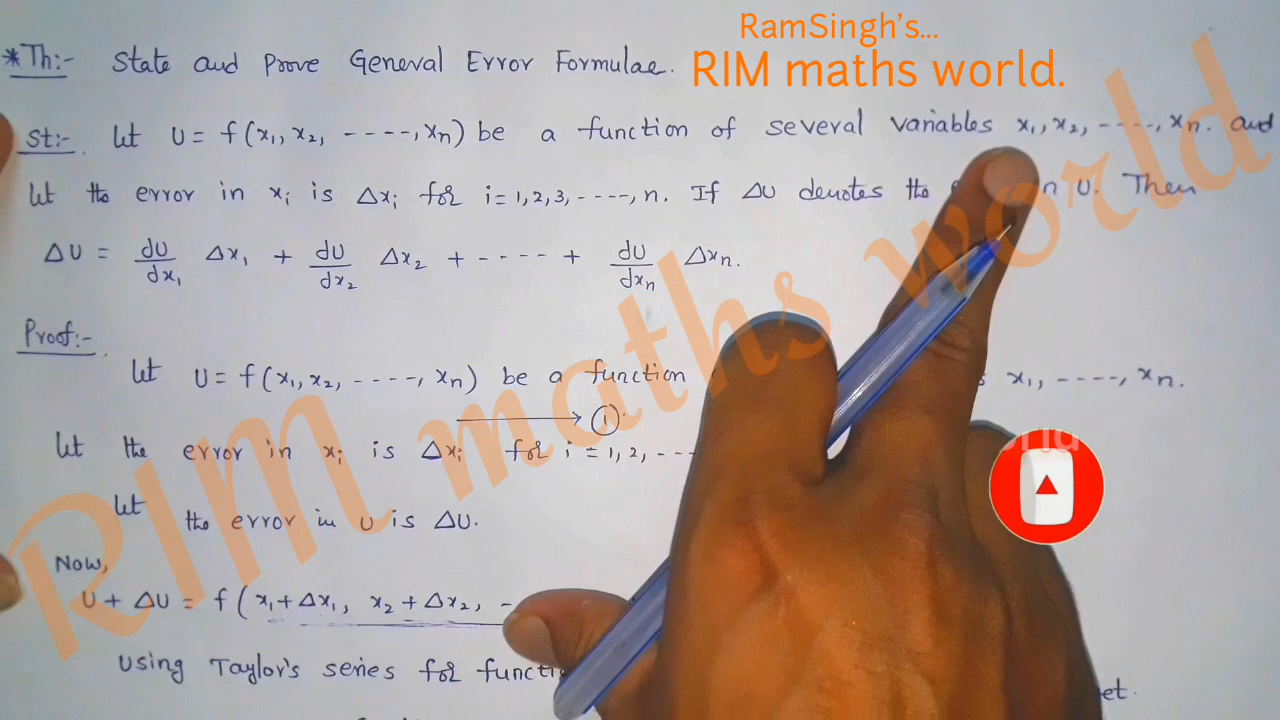 RamSingh's...
RIM maths world.
*Th:- State and Prove General Error Formulae.
St:- Let U = f(x₁, x₂, ----, xn) be a function of several variables x₁, x₂, ----, xn. and
let the error in xᵢ is Δxᵢ for i = 1, 2, 3, ----, n. If ΔU denotes the n U. Then
ΔU = dU/dx₁ Δx₁ + dU/dx₂ Δx₂ + ---- + dU/dxn Δxn.
Proof:-
Let U = f(x₁, x₂, ----, xn) be a function x₁, ----, xn.
→ ①
Let the error in xᵢ is Δxᵢ for i = 1, 2, ---
Let the error in U is ΔU.
Now,
U + ΔU = f(x₁+Δx₁, x₂+Δx₂, -
Using Taylor's series for
RIM maths world